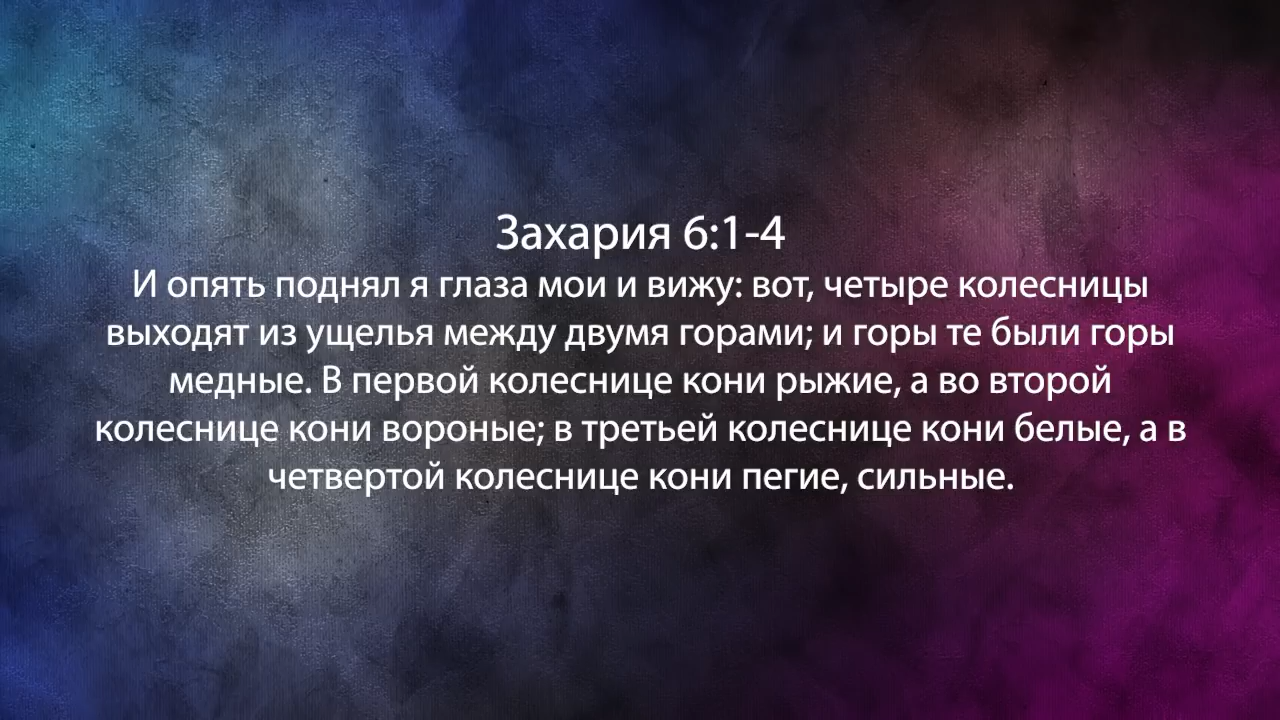 Захария 6:1-4
И опять поднял я глаза мои и вижу: вот, четыре колесницы
выходят из ущелья между двумя горами; и горы те были горы
медные. В первой колеснице кони рыжие, а во второй
колеснице кони вороные; в третьей колеснице кони белые, а в
четвертой колеснице кони пегие, сильные.